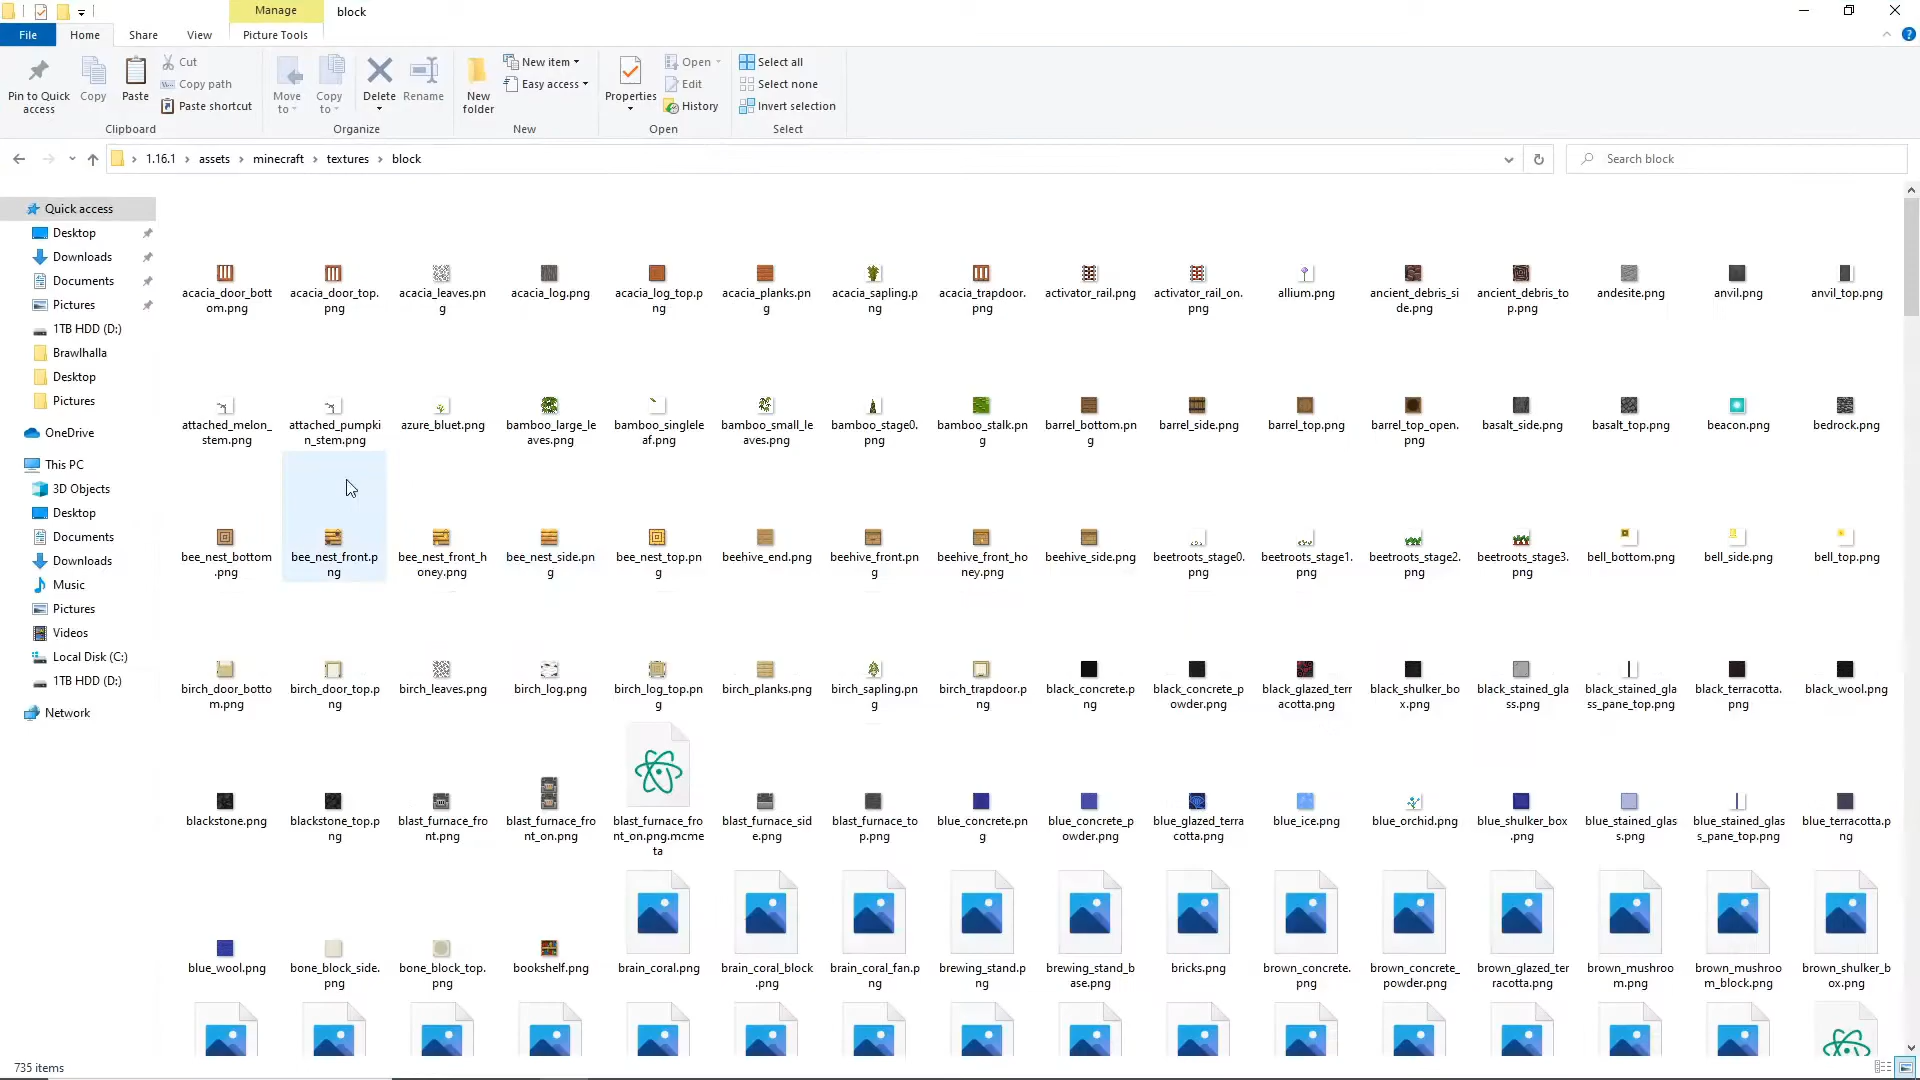 Manage
block
File
Home
Share
View
Picture Tools
Pin to Quick
access
Copy
Paste
Cut
Copy path
Paste shortcut
Clipboard
Move
to
Copy
to
Delete
Rename
Organize
New
folder
New item
Easy access
New
Properties
Open
Edit
History
Open
Select all
Select none
Invert selection
Select
1.16.1 › assets › minecraft › textures › block
Search block
Quick access
Desktop
Downloads
Documents
Pictures
1TB HDD (D:)
Brawlhalla
Desktop
Pictures
OneDrive
This PC
3D Objects
Desktop
Documents
Downloads
Music
Pictures
Videos
Local Disk (C:)
1TB HDD (D:)
Network
acacia_door_bott
om.png
acacia_door_top.
png
acacia_leaves.pn
g
acacia_log.png
acacia_log_top.p
ng
acacia_planks.pn
g
acacia_sapling.p
ng
acacia_trapdoor.
png
activator_rail.png
activator_rail_on.
png
allium.png
ancient_debris_si
de.png
ancient_debris_to
p.png
andesite.png
anvil.png
anvil_top.png
attached_melon_
stem.png
attached_pumpki
n_stem.png
azure_bluet.png
bamboo_large_le
aves.png
bamboo_singlele
af.png
bamboo_small_le
aves.png
bamboo_stage0.
png
bamboo_stalk.pn
g
barrel_bottom.pn
g
barrel_side.png
barrel_top.png
barrel_top_open.
png
basalt_side.png
basalt_top.png
beacon.png
bedrock.png
bee_nest_bottom
.png
bee_nest_front.p
ng
bee_nest_front_h
oney.png
bee_nest_side.pn
g
bee_nest_top.pn
g
beehive_end.png
beehive_front.pn
g
beehive_front_ho
ney.png
beehive_side.png
beetroots_stage0.
png
beetroots_stage1.
png
beetroots_stage2.
png
beetroots_stage3.
png
bell_bottom.png
bell_side.png
bell_top.png
birch_door_botto
m.png
birch_door_top.p
ng
birch_leaves.png
birch_log.png
birch_log_top.pn
g
birch_planks.png
birch_sapling.pn
g
birch_trapdoor.p
ng
black_concrete.p
ng
black_concrete_p
owder.png
black_glazed_terr
acotta.png
black_shulker_bo
x.png
black_stained_gla
ss.png
black_stained_gla
ss_pane_top.png
black_terracotta.
png
black_wool.png
blackstone.png
blackstone_top.p
ng
blast_furnace_fro
nt.png
blast_furnace_fro
nt_on.png
blast_furnace_fro
nt_on.png.mcme
ta
blast_furnace_sid
e.png
blast_furnace_to
p.png
blue_concrete.pn
g
blue_concrete_p
owder.png
blue_glazed_terra
cotta.png
blue_ice.png
blue_orchid.png
blue_shulker_box
.png
blue_stained_glas
s.png
blue_stained_glas
s_pane_top.png
blue_terracotta.p
ng
blue_wool.png
bone_block_side.
png
bone_block_top.
png
bookshelf.png
brain_coral.png
brain_coral_block
.png
brain_coral_fan.p
ng
brewing_stand.p
ng
brewing_stand_b
ase.png
bricks.png
brown_concrete.
png
brown_concrete_
powder.png
brown_glazed_ter
racotta.png
brown_mushroo
m.png
brown_mushroo
m_block.png
brown_shulker_b
ox.png
735 items